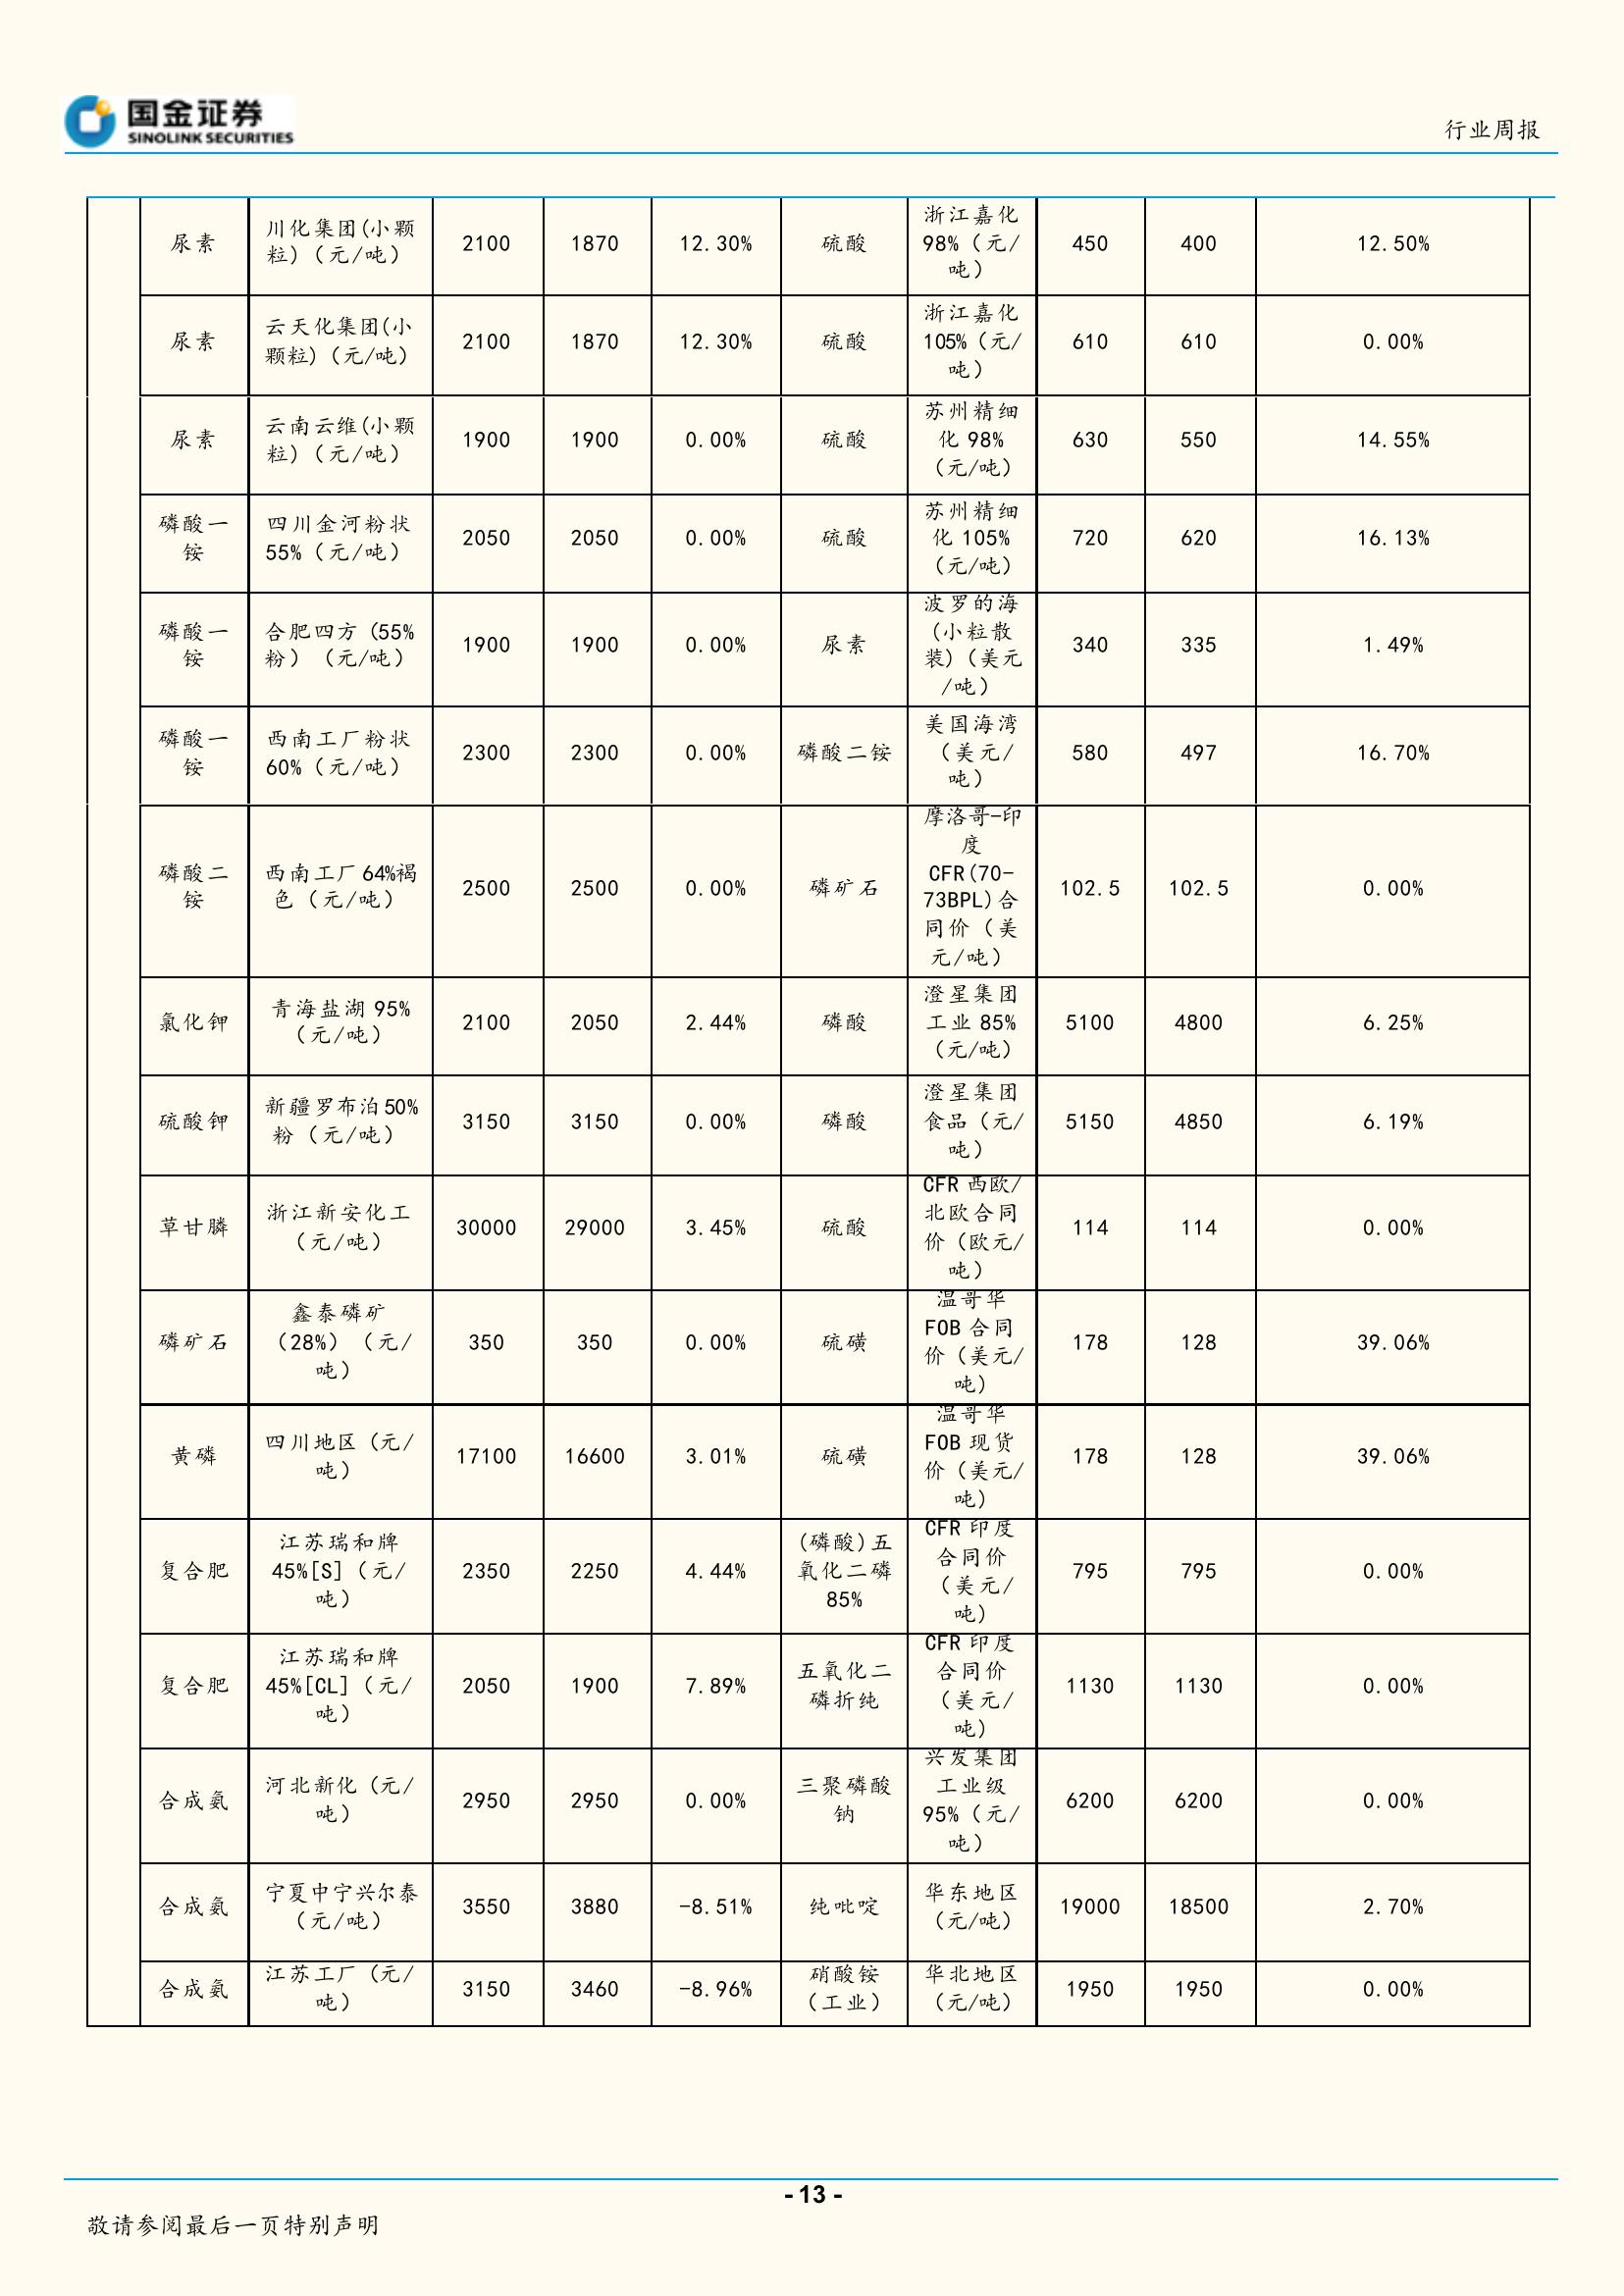 国金证券
SINOLINK SECURITIES
行业周报
尿素 川化集团(小颗粒)（元/吨） 2100 1870 12.30% 硫酸 浙江嘉化98%（元/吨） 450 400 12.50%
尿素 云天化集团(小颗粒)（元/吨） 2100 1870 12.30% 硫酸 浙江嘉化105%（元/吨） 610 610 0.00%
尿素 云南云维(小颗粒)（元/吨） 1900 1900 0.00% 硫酸 苏州精细化 98%（元/吨） 630 550 14.55%
磷酸一铵 四川金河粉状55%（元/吨） 2050 2050 0.00% 硫酸 苏州精细化 105%（元/吨） 720 620 16.13%
磷酸一铵 合肥四方 (55%粉）（元/吨） 1900 1900 0.00% 尿素 波罗的海(小粒散装)（美元/吨） 340 335 1.49%
磷酸一铵 西南工厂粉状60%（元/吨） 2300 2300 0.00% 磷酸二铵 美国海湾（美元/吨） 580 497 16.70%
磷酸二铵 西南工厂 64%褐色（元/吨） 2500 2500 0.00% 磷矿石 摩洛哥-印度CFR(70-73BPL)合同价（美元/吨） 102.5 102.5 0.00%
氯化钾 青海盐湖 95%（元/吨） 2100 2050 2.44% 磷酸 澄星集团工业 85%（元/吨） 5100 4800 6.25%
硫酸钾 新疆罗布泊 50%粉（元/吨） 3150 3150 0.00% 磷酸 澄星集团食品（元/吨） 5150 4850 6.19%
草甘膦 浙江新安化工（元/吨） 30000 29000 3.45% 硫酸 CFR 西欧/北欧合同价（欧元/吨） 114 114 0.00%
磷矿石 鑫泰磷矿（28%）（元/吨） 350 350 0.00% 硫磺 温哥华FOB 合同价（美元/吨） 178 128 39.06%
黄磷 四川地区（元/吨） 17100 16600 3.01% 硫磺 温哥华FOB 现货价（美元/吨） 178 128 39.06%
复合肥 江苏瑞和牌45%[S]（元/吨） 2350 2250 4.44% (磷酸)五氧化二磷85% CFR 印度合同价（美元/吨） 795 795 0.00%
复合肥 江苏瑞和牌45%[CL]（元/吨） 2050 1900 7.89% 五氧化二磷折纯 CFR 印度合同价（美元/吨） 1130 1130 0.00%
合成氨 河北新化（元/吨） 2950 2950 0.00% 三聚磷酸钠 兴发集团工业级95%（元/吨） 6200 6200 0.00%
合成氨 宁夏中宁兴尔泰（元/吨） 3550 3880 -8.51% 纯吡啶 华东地区（元/吨） 19000 18500 2.70%
合成氨 江苏工厂（元/吨） 3150 3460 -8.96% 硝酸铵（工业） 华北地区（元/吨） 1950 1950 0.00%
- 13 -
敬请参阅最后一页特别声明